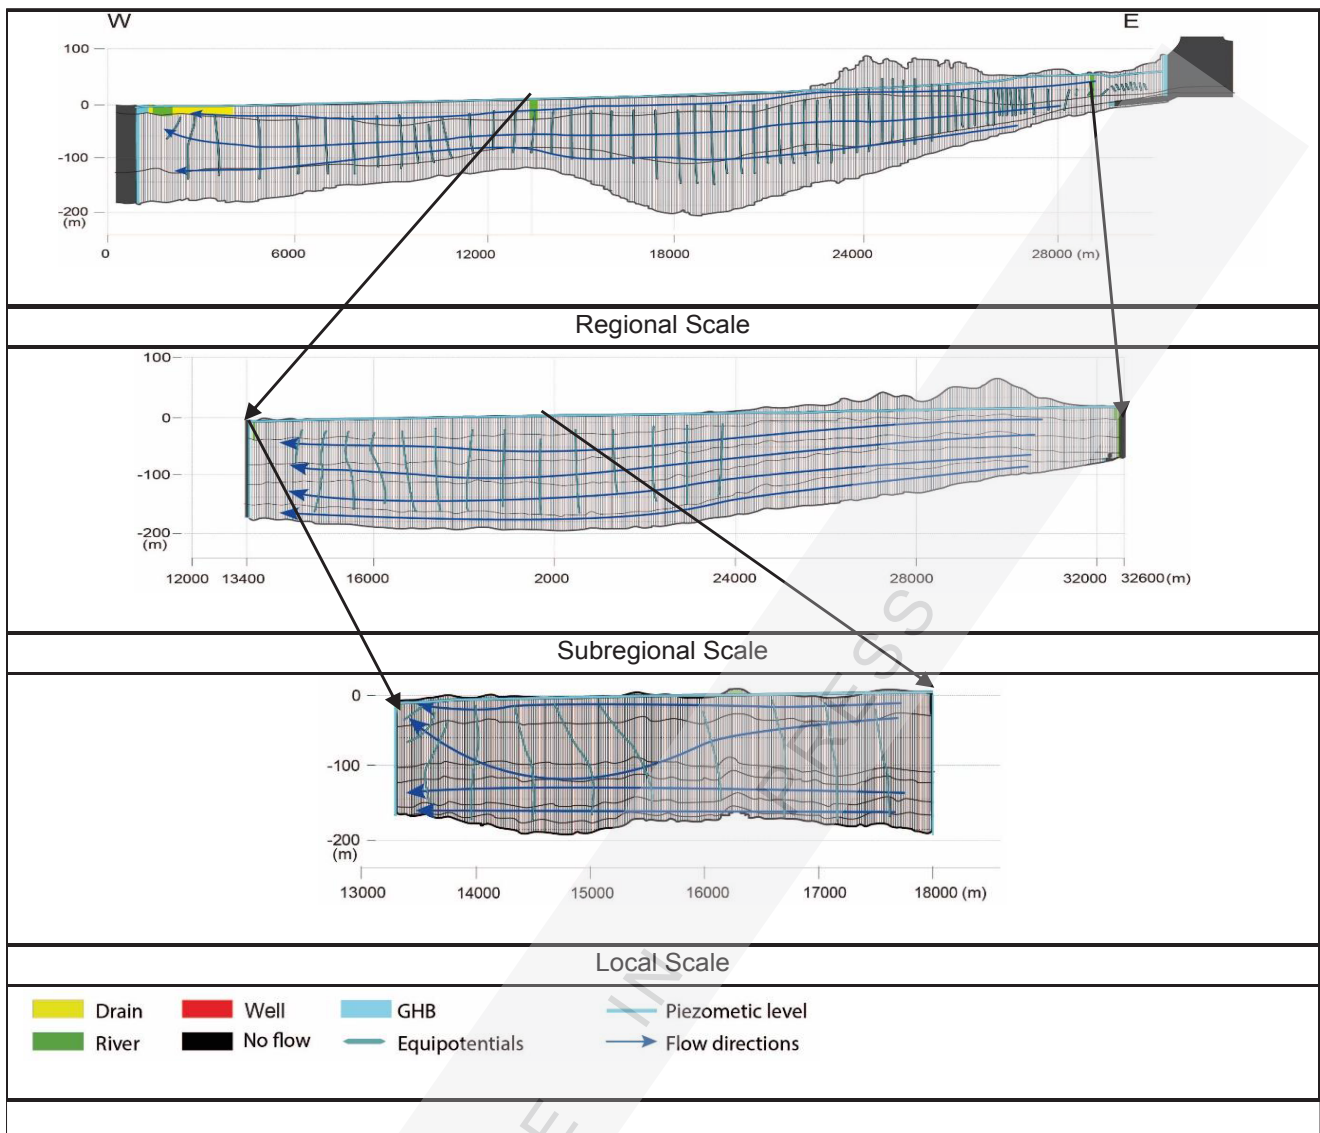 W E
100
0
-100
-200
(m)
0 6000 12000 18000 24000 28000 (m)
Regional Scale
100
0
-100
-200
(m)
12000 13400 16000 2000 24000 28000 32000 32600(m)
Subregional Scale
0
-100
-200
(m)
13000 14000 15000 16000 17000 18000 (m)
Local Scale
Drain Well GHB Piezometic level
River No flow Equipotentials Flow directions
E IN PRESS